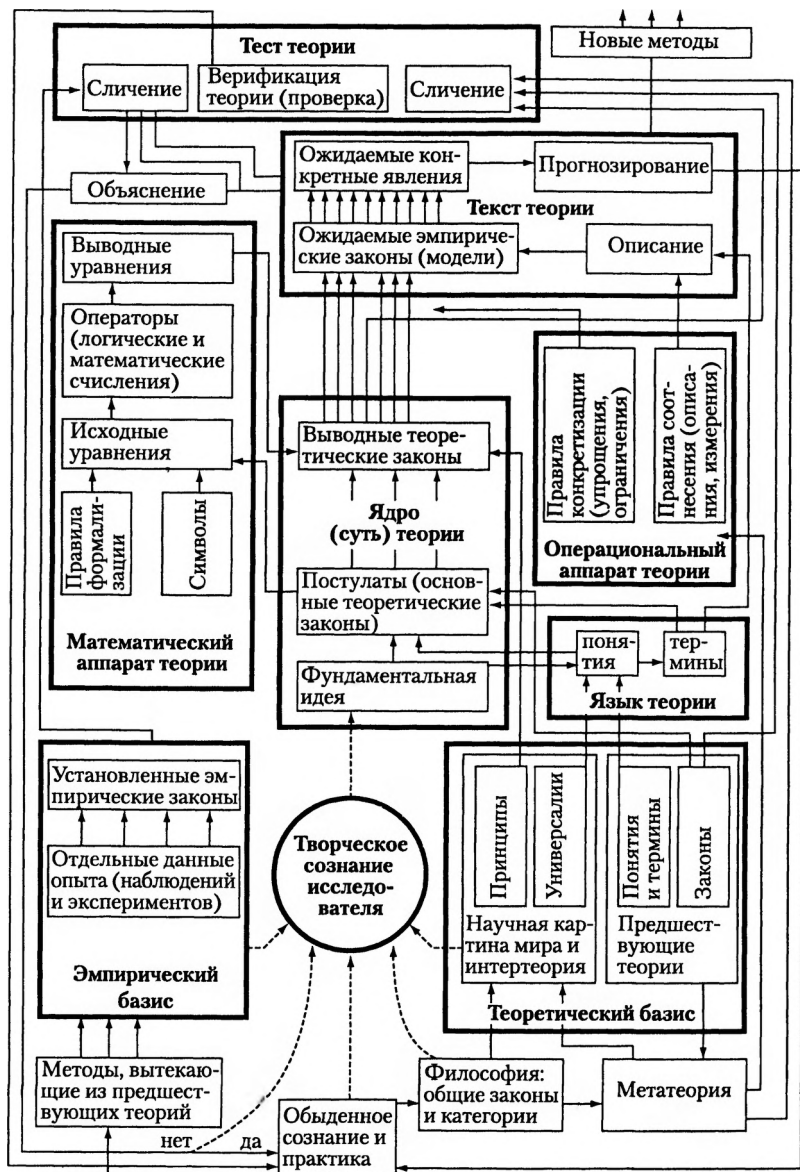 Тест теории
Новые методы
Сличение
Верификация
теории (проверка)
Сличение
Объяснение
Ожидаемые кон-
кретные явления
Прогнозирование
Текст теории
Ожидаемые эмпириче-
ские законы (модели)
Описание
Выводные
уравнения
Операторы
(логические и
математические
счисления)
Исходные
уравнения
Правила
формали-
зации
Символы
Математический
аппарат теории
Выводные теоре-
тические законы
Ядро
(суть) теории
Постулаты (основ-
ные теоретические
законы)
Фундаментальная
идея
Правила
конкретизации
(упрощения,
ограничения)
Правила соот-
несения (описа-
ния, измерения)
Операциональный
аппарат теории
поня-
тия
тер-
мины
Язык теории
Установленные эм-
пирические законы
Отдельные данные
опыта (наблюдений
и экспериментов)
Эмпирический
базис
Творческое
сознание
исследо-
вателя
Принципы
Универсалии
Понятия
и термины
Законы
Научная кар-
тина мира и
интертеория
Предшест-
вующие
теории
Теоретический базис
Методы, вытекаю-
щие из предшест-
вующих теорий
нет
да
Обыденное
сознание и
практика
Философия:
общие законы
и категории
Метатеория